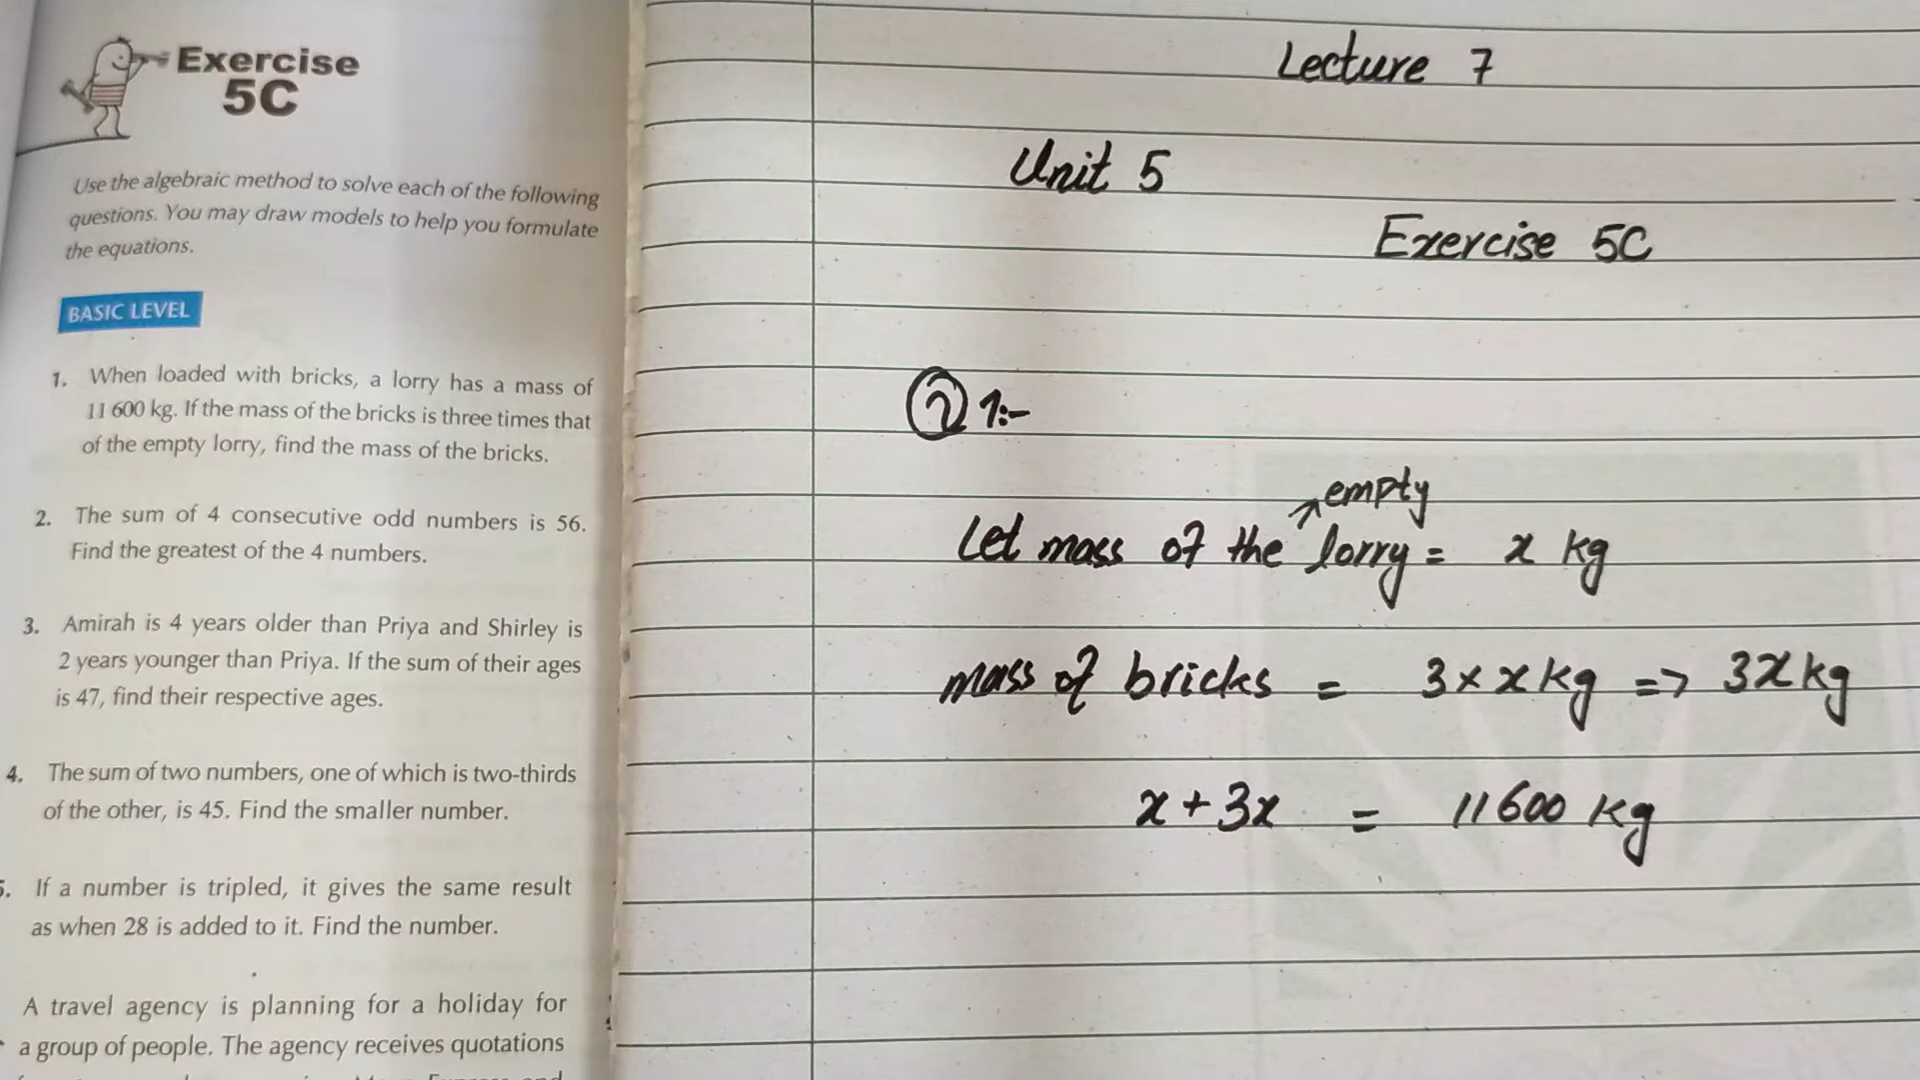 Exercise
5C
Use the algebraic method to solve each of the following
questions. You may draw models to help you formulate
the equations.
BASIC LEVEL
1. When loaded with bricks, a lorry has a mass of
11 600 kg. If the mass of the bricks is three times that
of the empty lorry, find the mass of the bricks.
2. The sum of 4 consecutive odd numbers is 56.
Find the greatest of the 4 numbers.
3. Amirah is 4 years older than Priya and Shirley is
2 years younger than Priya. If the sum of their ages
is 47, find their respective ages.
4. The sum of two numbers, one of which is two-thirds
of the other, is 45. Find the smaller number.
5. If a number is tripled, it gives the same result
as when 28 is added to it. Find the number.
A travel agency is planning for a holiday for
a group of people. The agency receives quotations
Lecture 7
Unit 5
Exercise 5C
1:-
empty
Let mass of the lorry = x kg
mass of bricks = 3 × x kg => 3x kg
x + 3x = 11600 kg